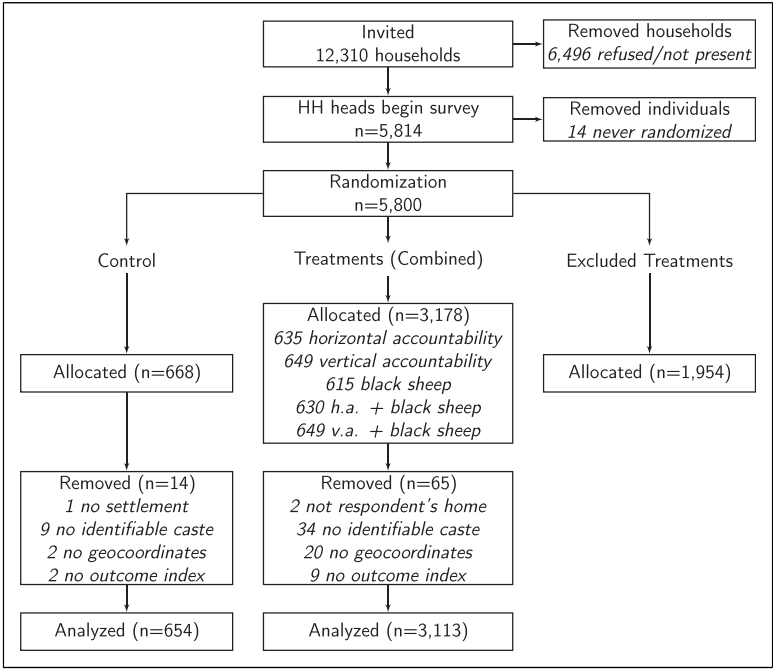 Invited
12,310 households
Removed households
6,496 refused/not present
HH heads begin survey
n=5,814
Removed individuals
14 never randomized
Randomization
n=5,800
Control
Treatments (Combined)
Excluded Treatments
Allocated (n=668)
Allocated (n=3,178)
635 horizontal accountability
649 vertical accountability
615 black sheep
630 h.a. + black sheep
649 v.a. + black sheep
Allocated (n=1,954)
Removed (n=14)
1 no settlement
9 no identifiable caste
2 no geocoordinates
2 no outcome index
Removed (n=65)
2 not respondent's home
34 no identifiable caste
20 no geocoordinates
9 no outcome index
Analyzed (n=654)
Analyzed (n=3,113)